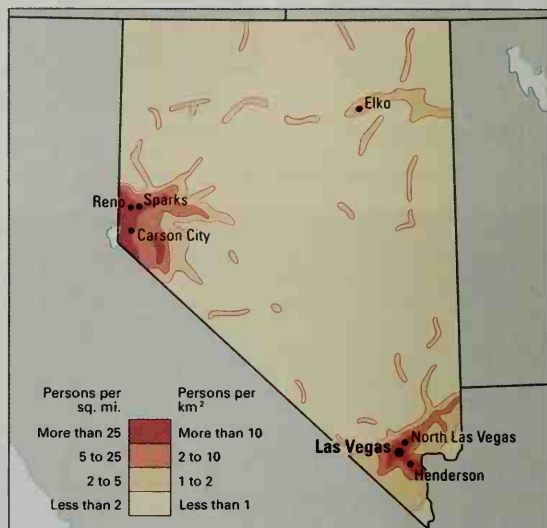 Elko
Reno
Sparks
Carson City
Persons per sq. mi.
Persons per km²
More than 25
More than 10
5 to 25
2 to 10
2 to 5
1 to 2
Less than 2
Less than 1
North Las Vegas
Las Vegas
Henderson